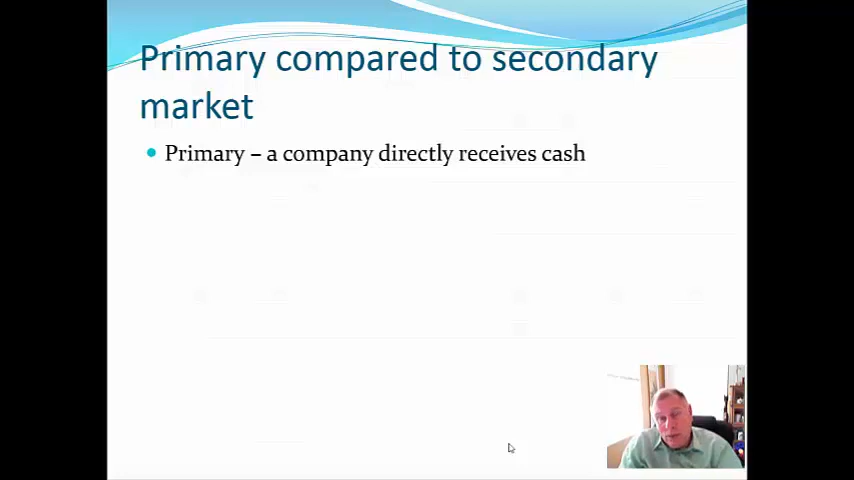 Primary compared to secondary
market
Primary – a company directly receives cash